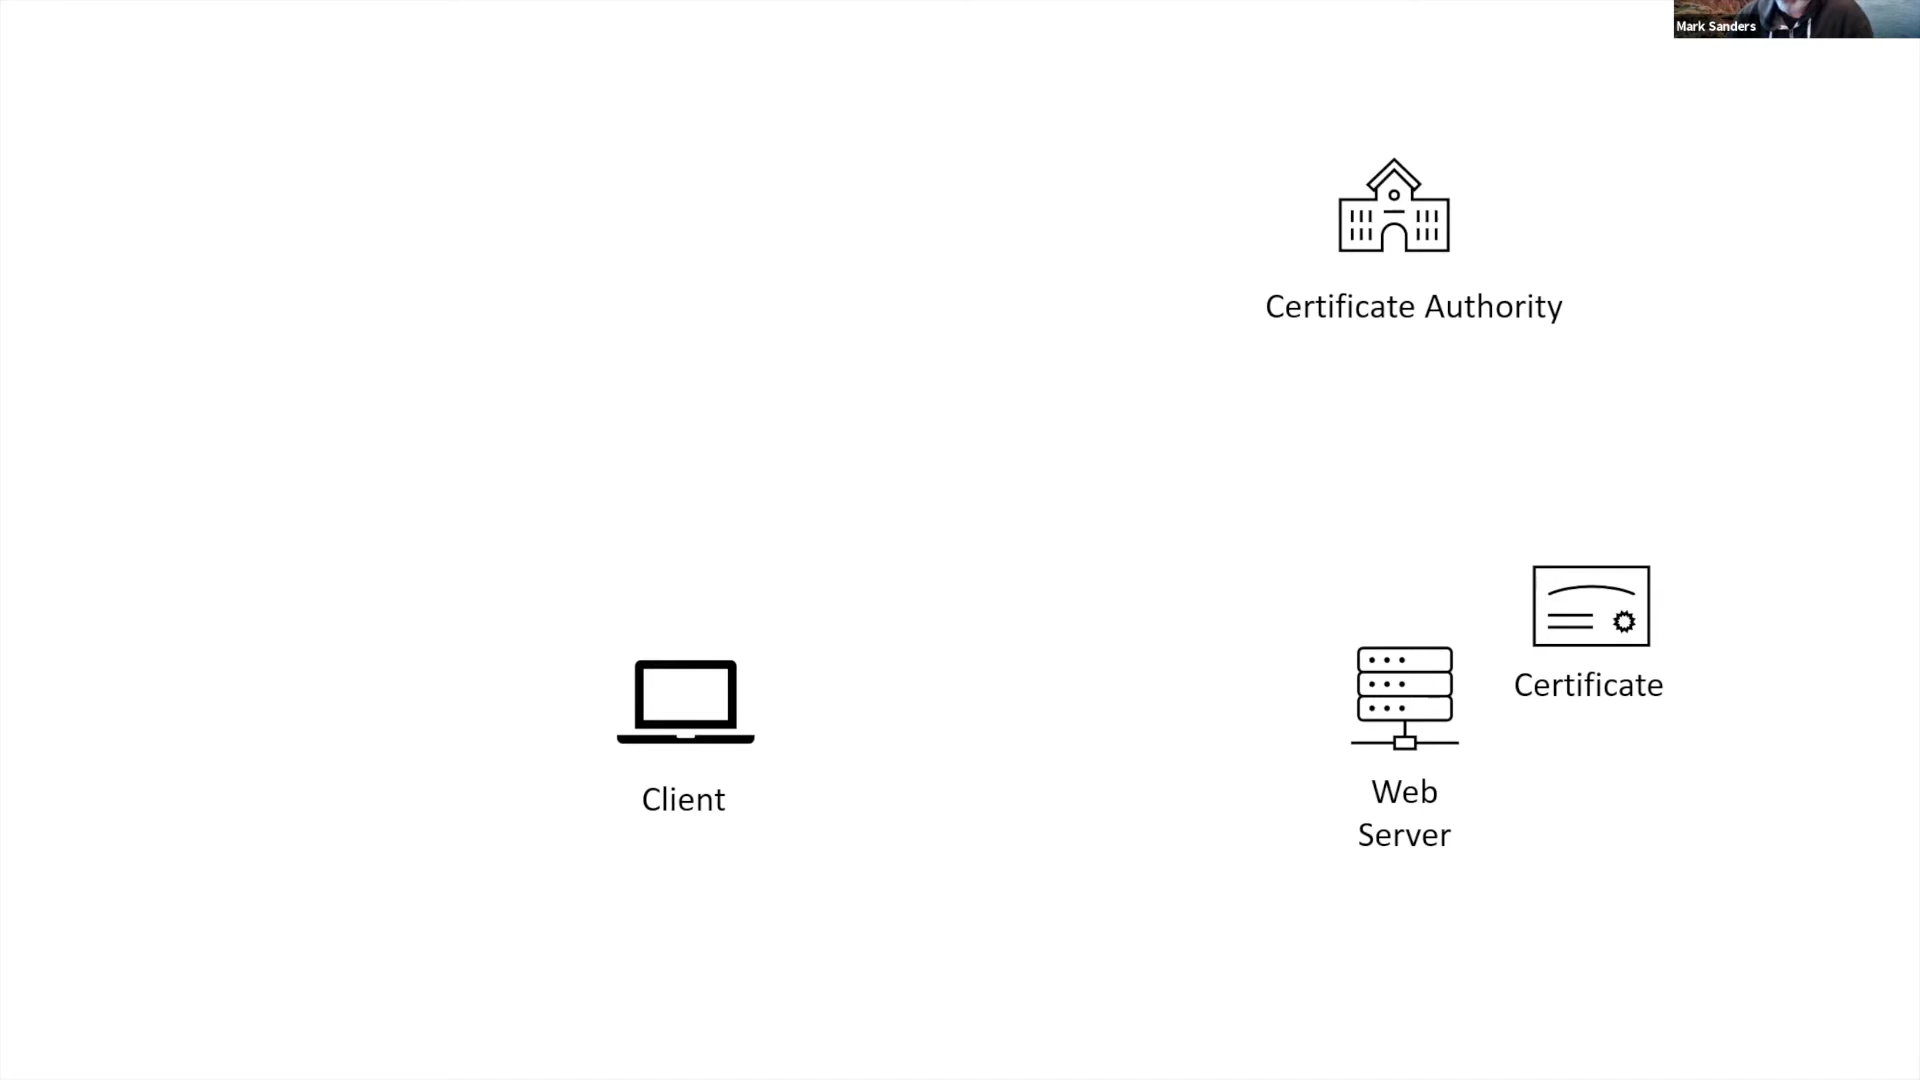 Mark Sanders
Certificate Authority
Certificate
Client
Web
Server